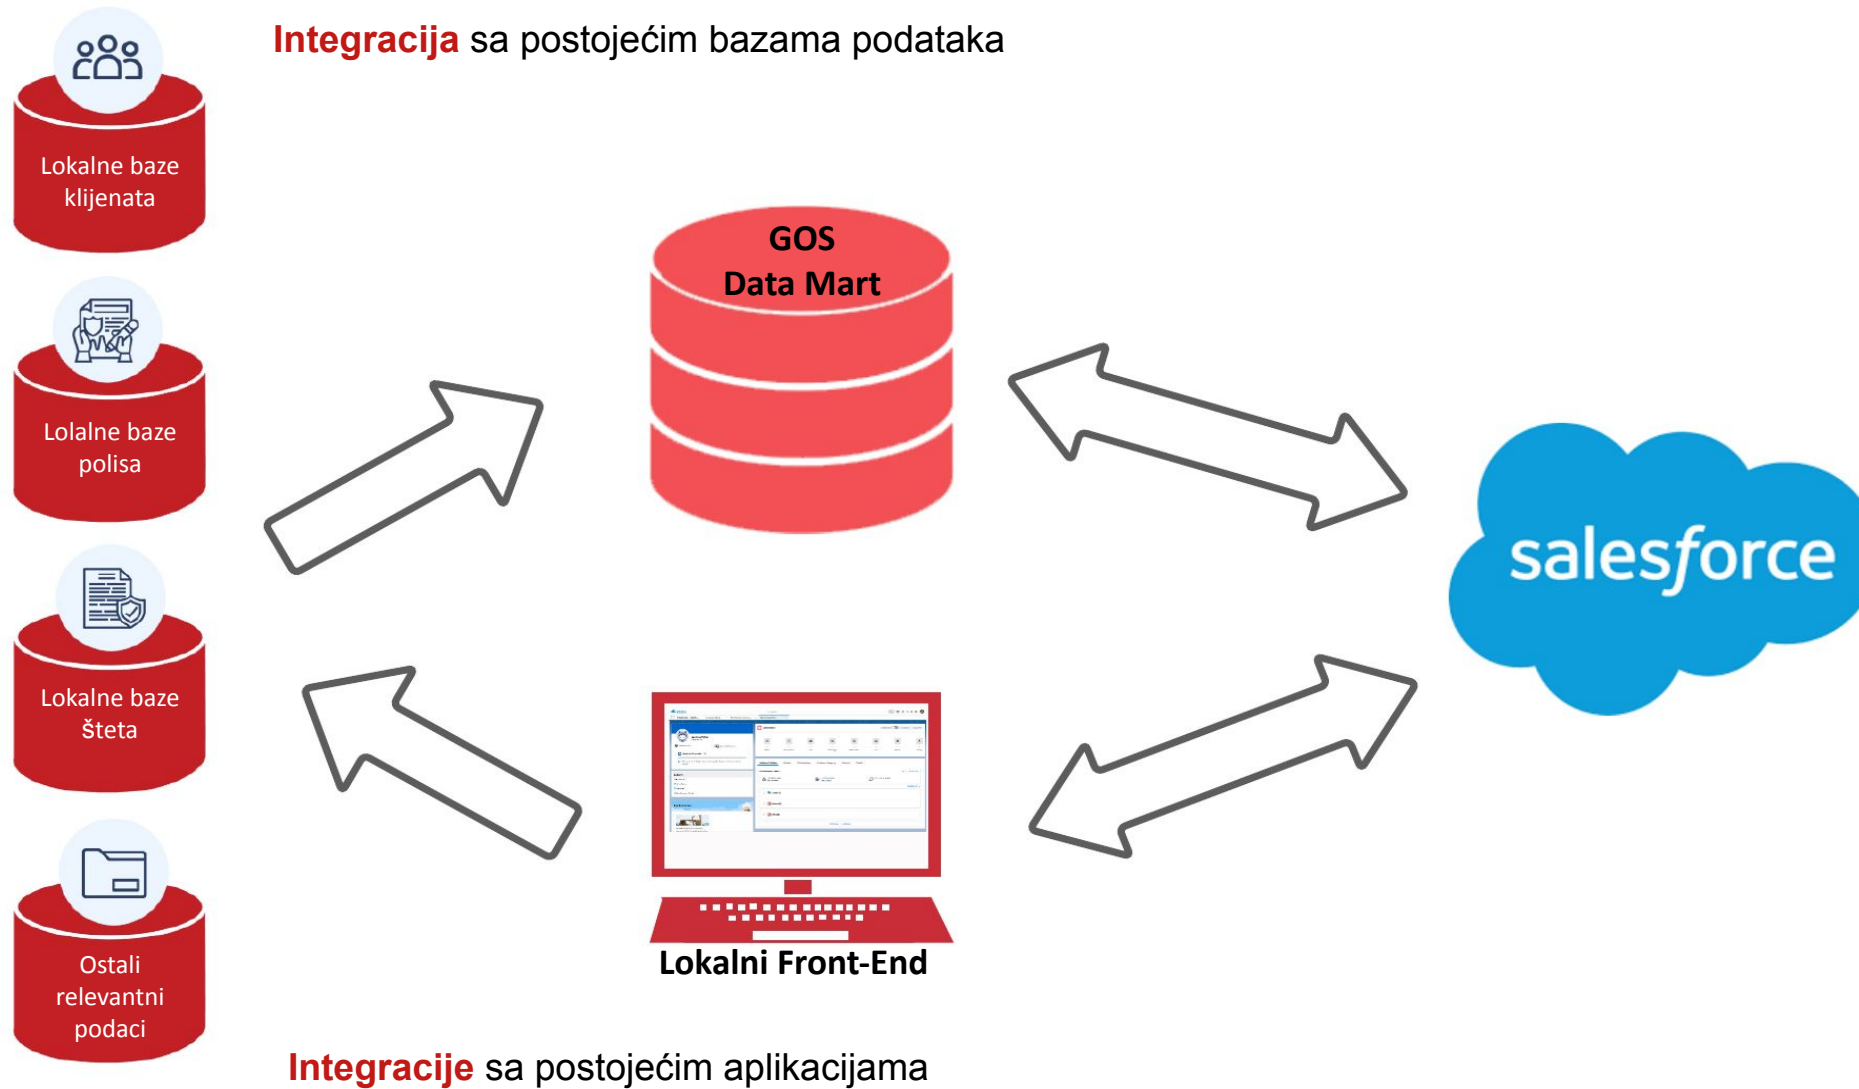 Integracija sa postojećim bazama podataka
Lokalne baze
klijenata
Lolalne baze
polisa
Lokalne baze
šteta
Ostali
relevantni
podaci
GOS
Data Mart
salesforce
Lokalni Front-End
Integracije sa postojećim aplikacijama